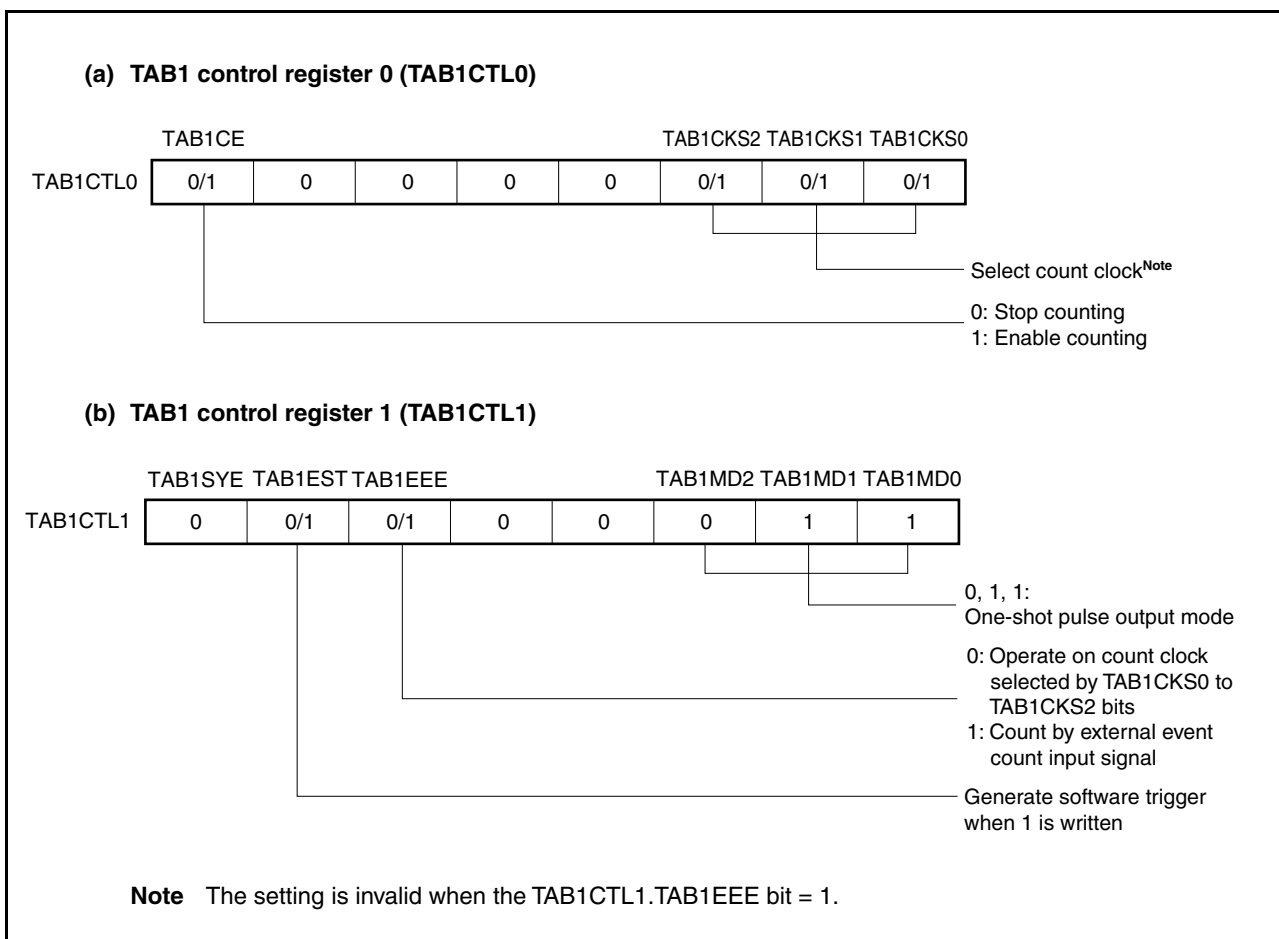 (a) TAB1 control register 0 (TAB1CTL0)
TAB1CE TAB1CKS2 TAB1CKS1 TAB1CKS0
TAB1CTL0 0/1 0 0 0 0 0/1 0/1 0/1
Select count clockNote
0: Stop counting
1: Enable counting
(b) TAB1 control register 1 (TAB1CTL1)
TAB1SYE TAB1EST TAB1EEE TAB1MD2 TAB1MD1 TAB1MD0
TAB1CTL1 0 0/1 0/1 0 0 0 1 1
0, 1, 1:
One-shot pulse output mode
0: Operate on count clock
selected by TAB1CKS0 to
TAB1CKS2 bits
1: Count by external event
count input signal
Generate software trigger
when 1 is written
Note The setting is invalid when the TAB1CTL1.TAB1EEE bit = 1.